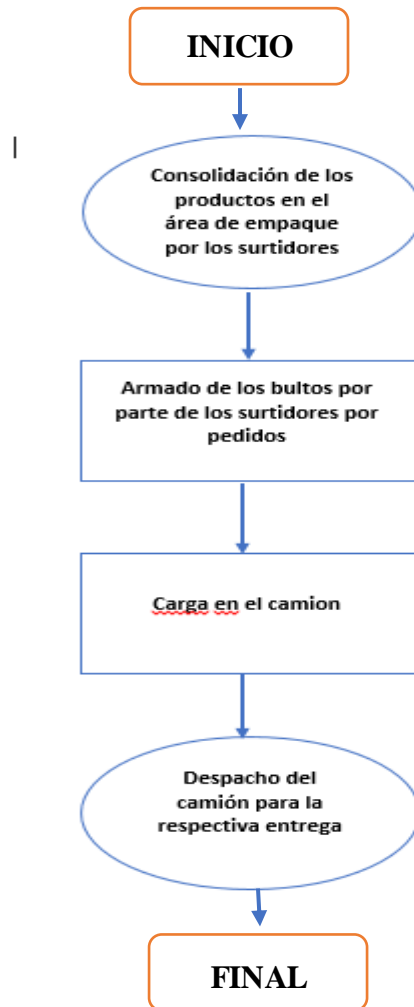 INICIO
Consolidación de los
productos en el
área de empaque
por los surtidores
Armado de los bultos por
parte de los surtidores por
pedidos
Carga en el camion
Despacho del
camión para la
respectiva entrega
FINAL